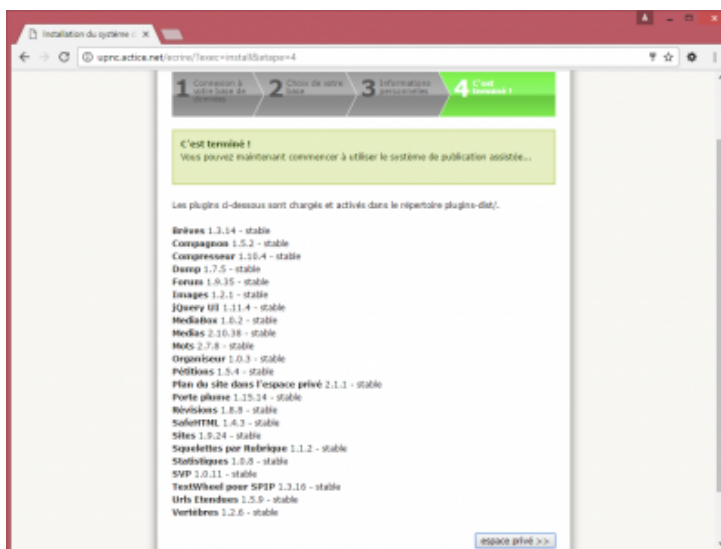 Installation du système d
upnc.actice.net/ecrire/?exec=install&etape=4
1 Connexion à votre base de données
2 Choix de votre base
3 Informations personnelles
4 C'est terminé !
C'est terminé !
Vous pouvez maintenant commencer à utiliser le système de publication assistée...
Les plugins ci-dessous sont chargés et activés dans le répertoire plugins-dist/.
Brèves 1.3.14 - stable
Compagnon 1.5.2 - stable
Compresseur 1.10.4 - stable
Dump 1.7.5 - stable
Forum 1.9.35 - stable
Images 1.2.1 - stable
jQuery UI 1.11.4 - stable
MediaBox 1.0.2 - stable
Medias 2.10.38 - stable
Mots 2.7.8 - stable
Organiseur 1.0.3 - stable
Pétitions 1.5.4 - stable
Plan du site dans l'espace privé 2.1.1 - stable
Porte plume 1.15.14 - stable
Révisions 1.8.8 - stable
SafeHTML 1.4.3 - stable
Sites 1.9.24 - stable
Squelettes par Rubrique 1.1.2 - stable
Statistiques 1.0.8 - stable
SVP 1.0.11 - stable
TextWheel pour SPIP 1.3.16 - stable
Urls Etendues 1.5.9 - stable
Vertèbres 1.2.6 - stable
espace privé >>